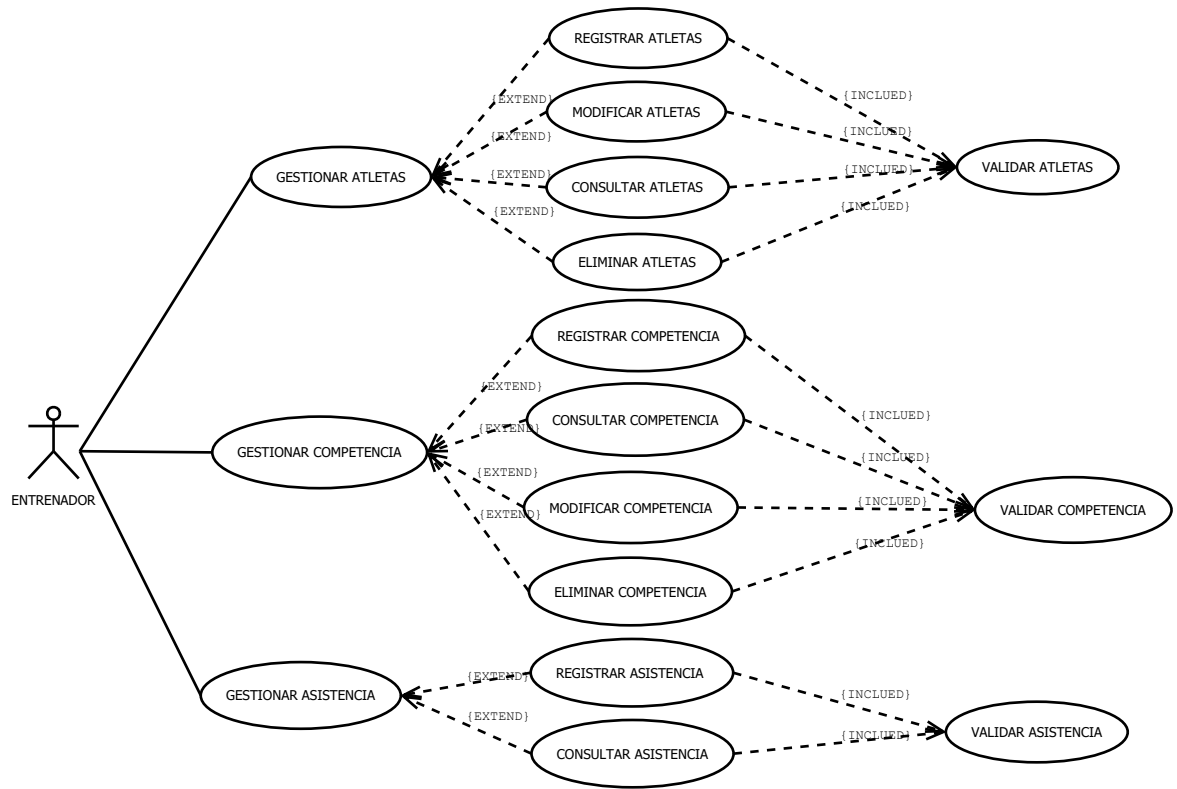 REGISTRAR ATLETAS
{EXTEND}
{INCLUED}
MODIFICAR ATLETAS
{EXTEND}
{INCLUED}
GESTIONAR ATLETAS
VALIDAR ATLETAS
{EXTEND}
CONSULTAR ATLETAS
{INCLUED}
{EXTEND}
{INCLUED}
ELIMINAR ATLETAS
REGISTRAR COMPETENCIA
{EXTEND}
{INCLUED}
CONSULTAR COMPETENCIA
{EXTEND}
{INCLUED}
GESTIONAR COMPETENCIA
ENTRENADOR
{EXTEND}
MODIFICAR COMPETENCIA
{INCLUED}
VALIDAR COMPETENCIA
{EXTEND}
{INCLUED}
ELIMINAR COMPETENCIA
REGISTRAR ASISTENCIA
{EXTEND}
{INCLUED}
GESTIONAR ASISTENCIA
{EXTEND}
{INCLUED}
VALIDAR ASISTENCIA
CONSULTAR ASISTENCIA